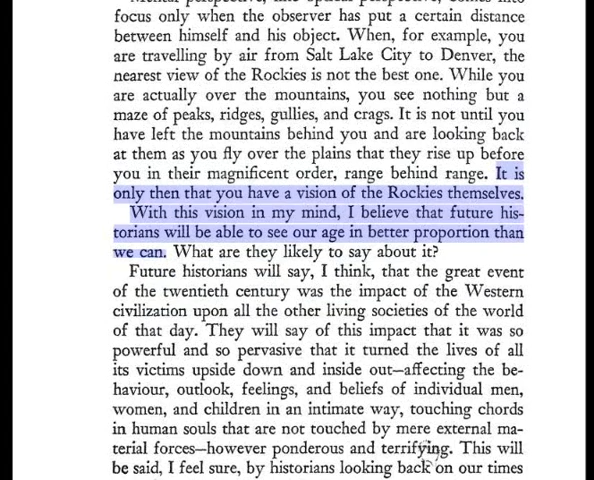 Mental perspective, like optical perspective, comes into
focus only when the observer has put a certain distance
between himself and his object. When, for example, you
are travelling by air from Salt Lake City to Denver, the
nearest view of the Rockies is not the best one. While you
are actually over the mountains, you see nothing but a
maze of peaks, ridges, gullies, and crags. It is not until you
have left the mountains behind you and are looking back
at them as you fly over the plains that they rise up before
you in their magnificent order, range behind range. It is
only then that you have a vision of the Rockies themselves.
With this vision in my mind, I believe that future his-
torians will be able to see our age in better proportion than
we can. What are they likely to say about it?
Future historians will say, I think, that the great event
of the twentieth century was the impact of the Western
civilization upon all the other living societies of the world
of that day. They will say of this impact that it was so
powerful and so pervasive that it turned the lives of all
its victims upside down and inside out—affecting the be-
haviour, outlook, feelings, and beliefs of individual men,
women, and children in an intimate way, touching chords
in human souls that are not touched by mere external ma-
terial forces—however ponderous and terrifying. This will
be said, I feel sure, by historians looking back on our times